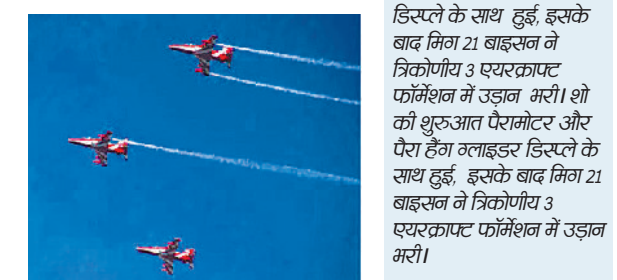 डिस्प्ले के साथ हुई, इसके
बाद मिग 21 बाइसन ने
त्रिकोणीय 3 एयरक्राफ्ट
फॉर्मेशन में उड़ान भरी। शो
की शुरुआत पैरामोटर और
पैरा हैंग ग्लाइडर डिस्प्ले के
साथ हुई, इसके बाद मिग 21
बाइसन ने त्रिकोणीय 3
एयरक्राफ्ट फॉर्मेशन में उड़ान
भरी।